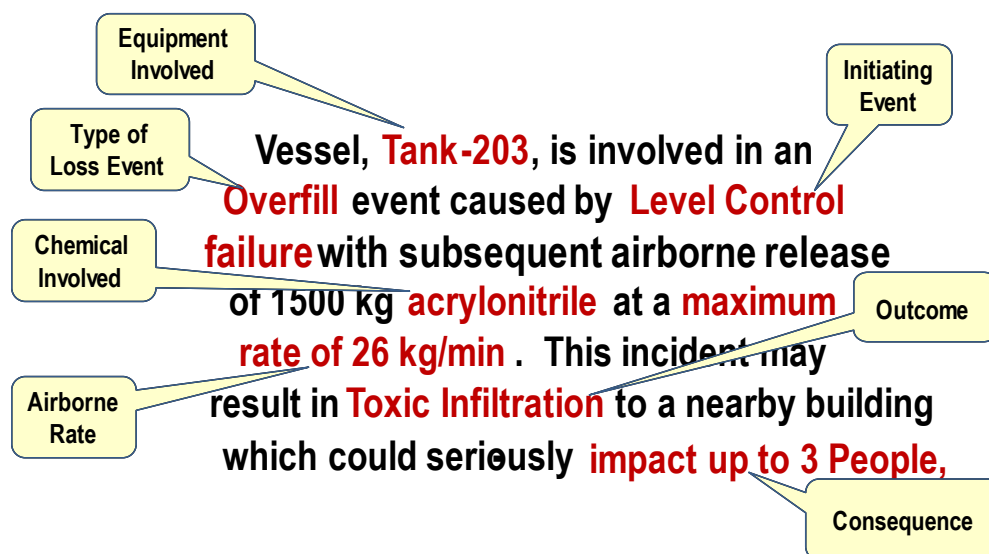 Equipment
Involved
Initiating
Event
Type of
Loss Event
Vessel, Tank-203, is involved in an
Overfill event caused by Level Control
failure with subsequent airborne release
Chemical
Involved
of 1500 kg acrylonitrile at a maximum
Outcome
rate of 26 kg/min . This incident may
Airborne
Rate
result in Toxic Infiltration to a nearby building
which could seriously impact up to 3 People,
Consequence